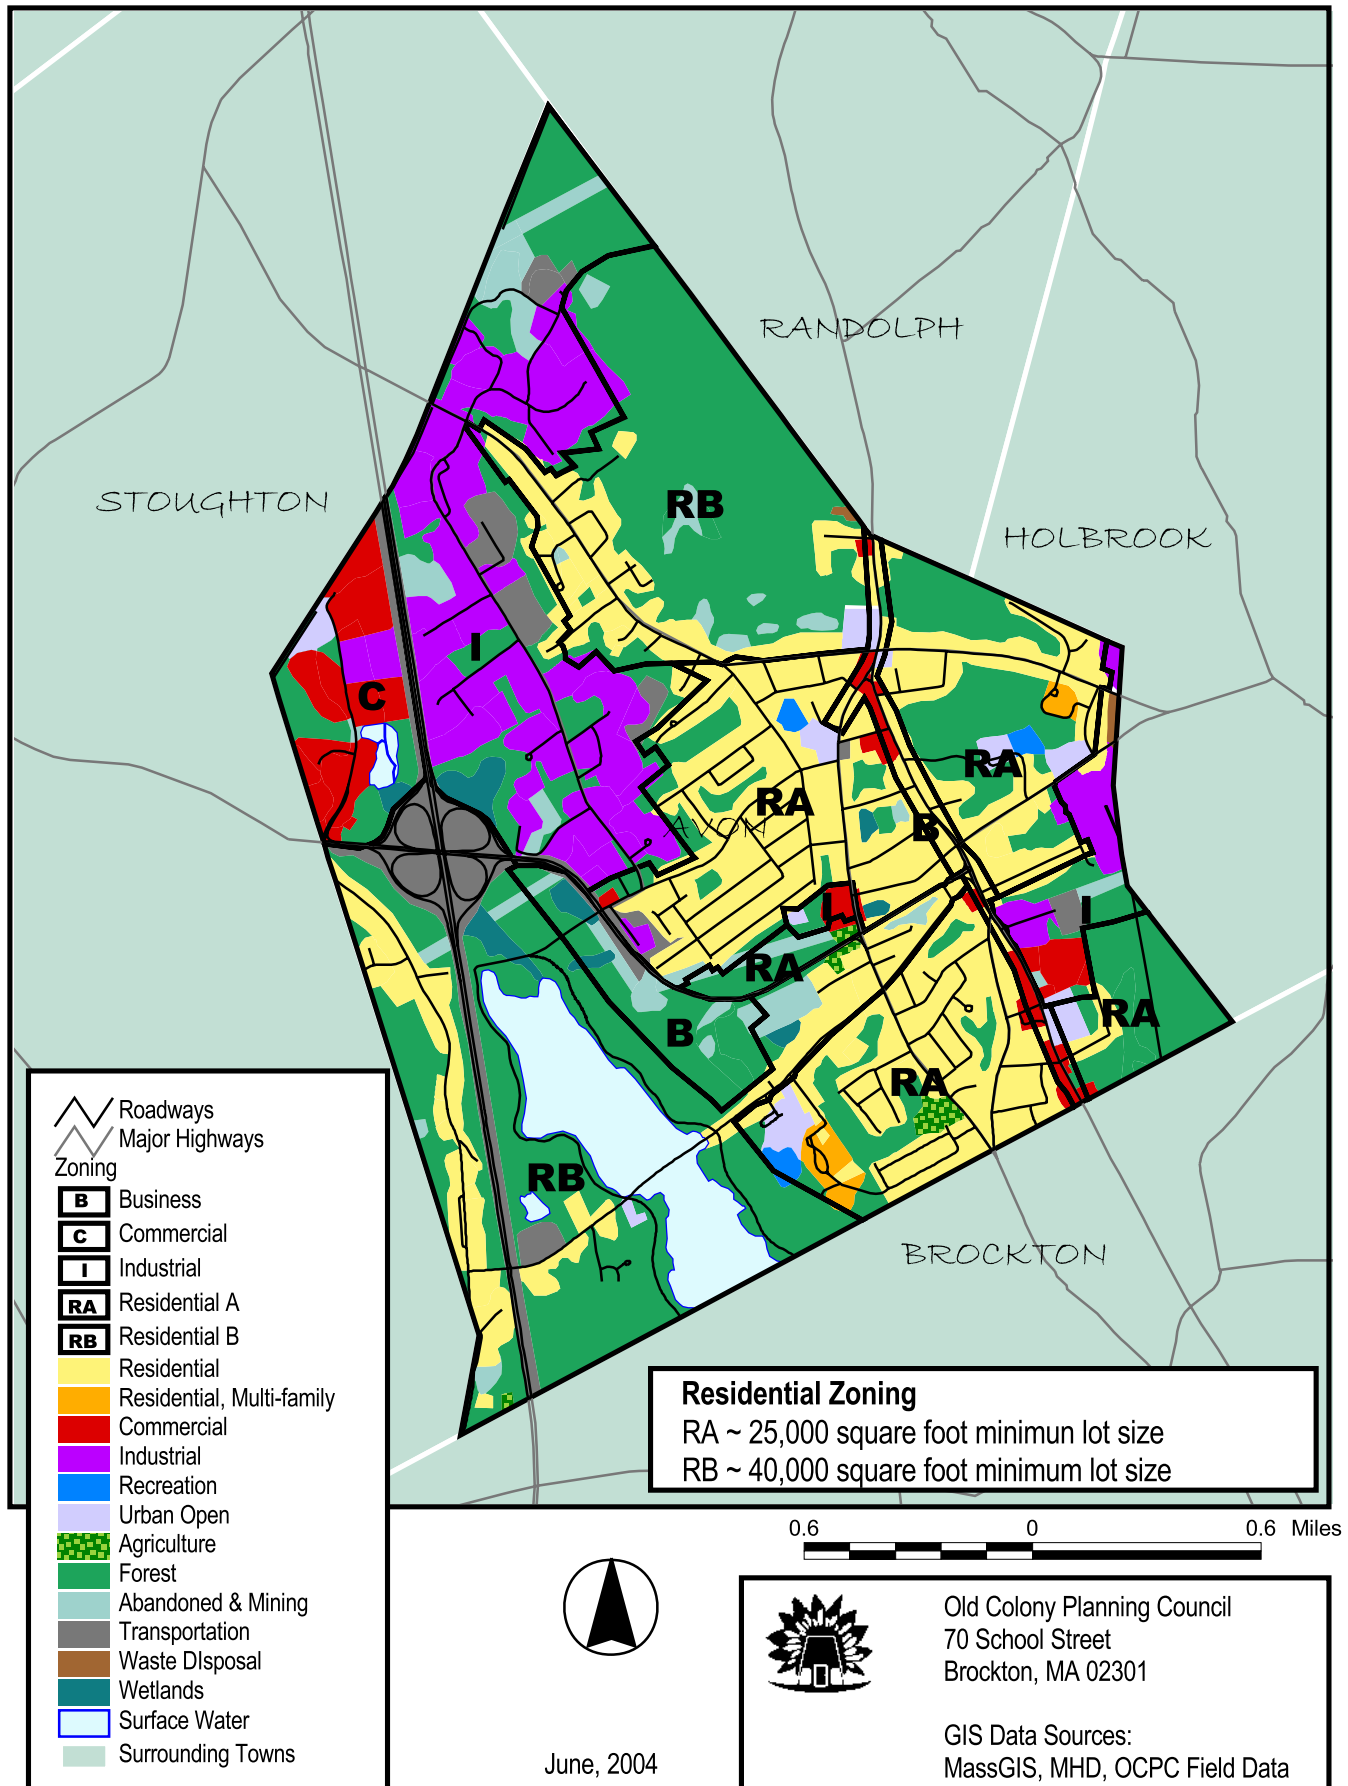 RANDOLPH
STOUGHTON
RB
HOLBROOK
I
C
RA
RA
AVON
B
I
I
RA
RA
B
RA
RB
BROCKTON
Roadways
Major Highways
Zoning
B Business
C Commercial
I Industrial
RA Residential A
RB Residential B
Residential
Residential, Multi-family
Commercial
Industrial
Recreation
Urban Open
Agriculture
Forest
Abandoned & Mining
Transportation
Waste DIsposal
Wetlands
Surface Water
Surrounding Towns
Residential Zoning
RA ~ 25,000 square foot minimun lot size
RB ~ 40,000 square foot minimum lot size
0.6 0 0.6 Miles
Old Colony Planning Council
70 School Street
Brockton, MA 02301
GIS Data Sources:
MassGIS, MHD, OCPC Field Data
June, 2004